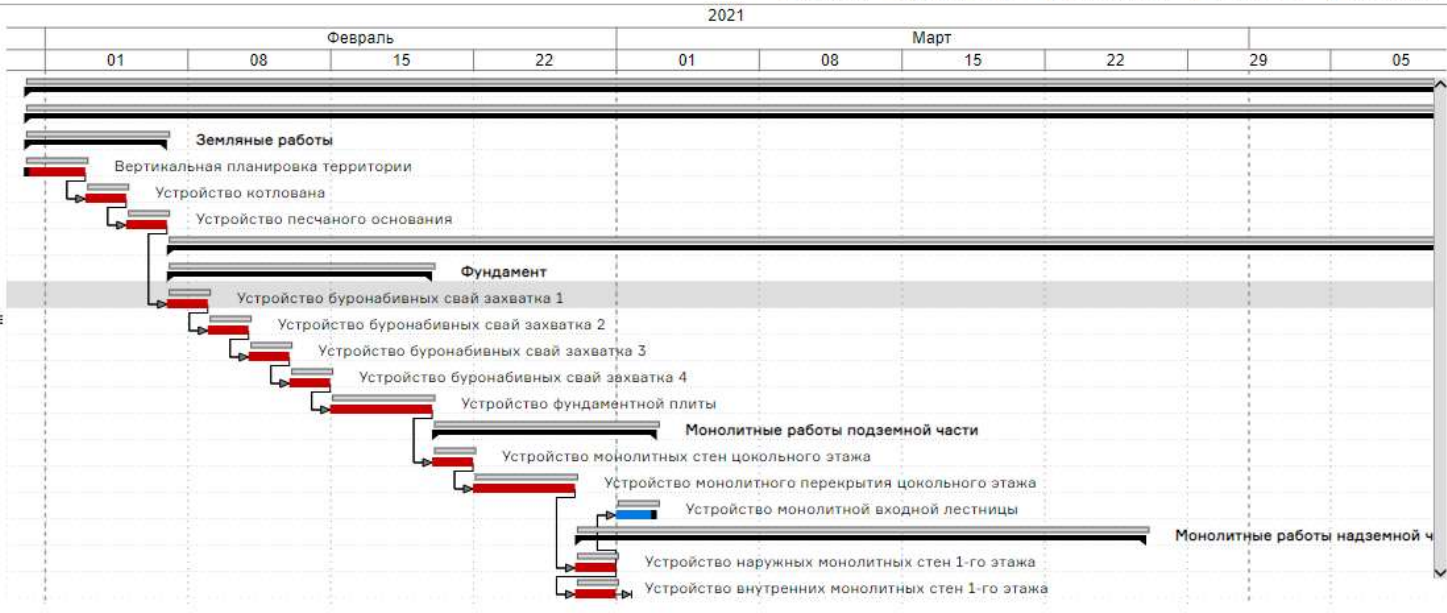 2021
Февраль Март
01 08 15 22 01 08 15 22 29 05
Земляные работы
Вертикальная планировка территории
Устройство котлована
Устройство песчаного основания
Фундамент
Устройство буронабивных свай захватка 1
Устройство буронабивных свай захватка 2
Устройство буронабивных свай захватка 3
Устройство буронабивных свай захватка 4
Устройство фундаментной плиты
Монолитные работы подземной части
Устройство монолитных стен цокольного этажа
Устройство монолитного перекрытия цокольного этажа
Устройство монолитной входной лестницы
Монолитные работы надземной ч
Устройство наружных монолитных стен 1-го этажа
Устройство внутренних монолитных стен 1-го этажа